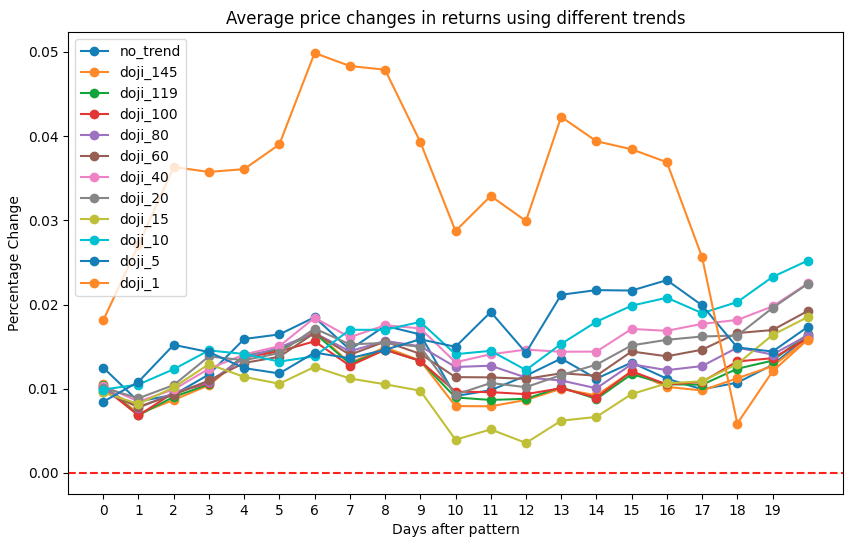 Average price changes in returns using different trends
0.05
0.04
0.03
0.02
0.01
0.00
Percentage Change
no_trend
doji_145
doji_119
doji_100
doji_80
doji_60
doji_40
doji_20
doji_15
doji_10
doji_5
doji_1
0 1 2 3 4 5 6 7 8 9 10 11 12 13 14 15 16 17 18 19
Days after pattern